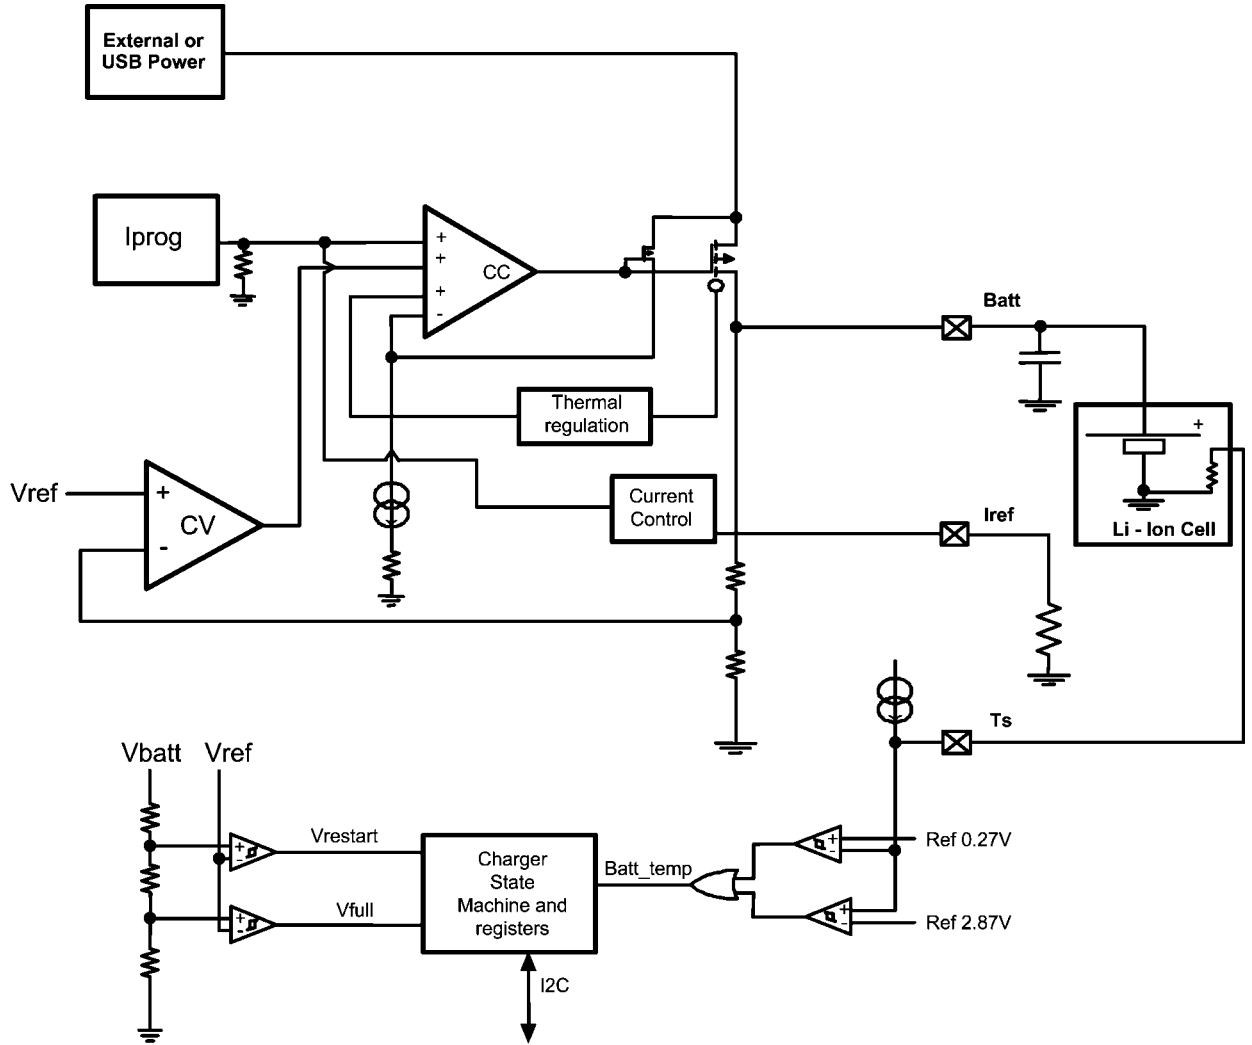 External or
USB Power
Iprog
+
+
+
-
CC
Batt
Thermal
regulation
+
Li - Ion Cell
Vref
+
-
CV
Current
Control
Iref
Ts
Vbatt Vref
+
-
Vrestart
+
-
Vfull
Charger
State
Machine and
registers
Batt_temp
+
-
Ref 0.27V
+
-
Ref 2.87V
I2C